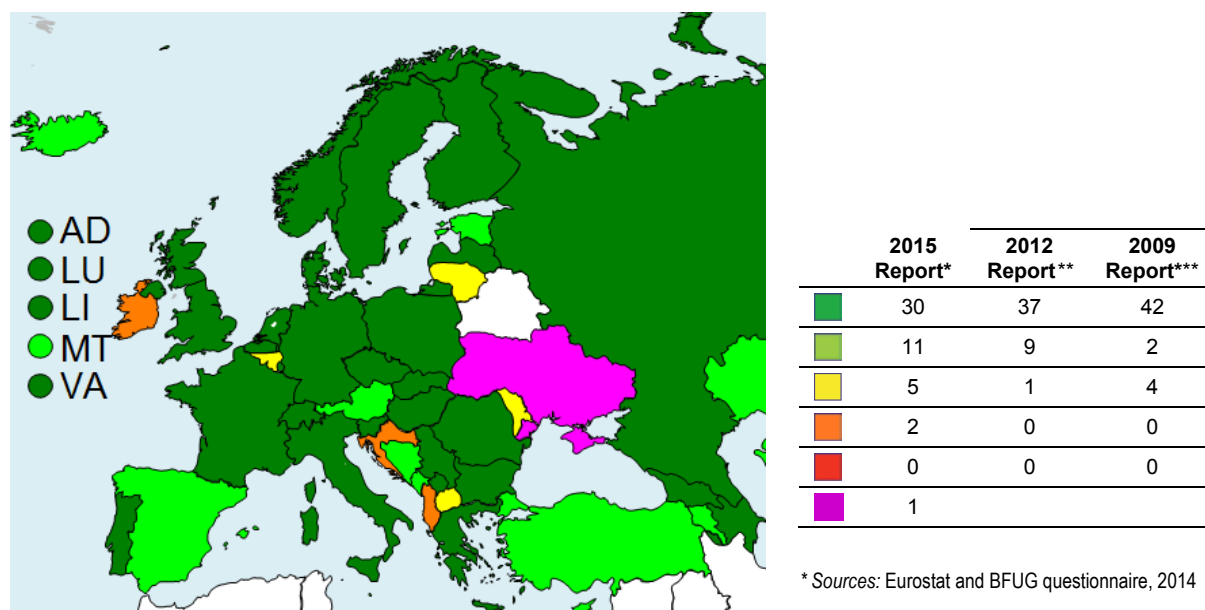 AD
LU
LI
MT
VA
2015 Report* 2012 Report** 2009 Report***
30 37 42
11 9 2
5 1 4
2 0 0
0 0 0
1
* Sources: Eurostat and BFUG questionnaire, 2014